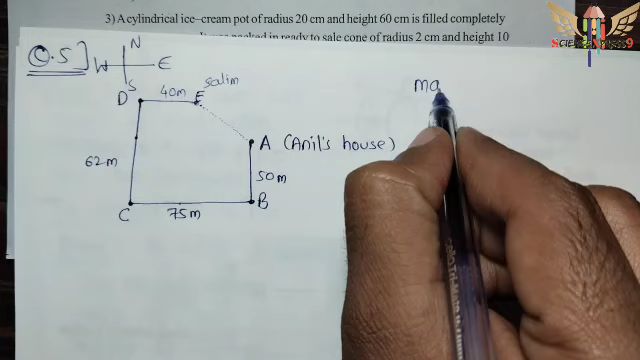 3) A cylindrical ice-cream pot of radius 20 cm and height 60 cm is filled completely
packed in ready to sale cone of radius 2 cm and height 10
Q.5]
N
W E
S
Salim
D 40m E
A (Anil's house)
62m
50m
C 75m B
ma